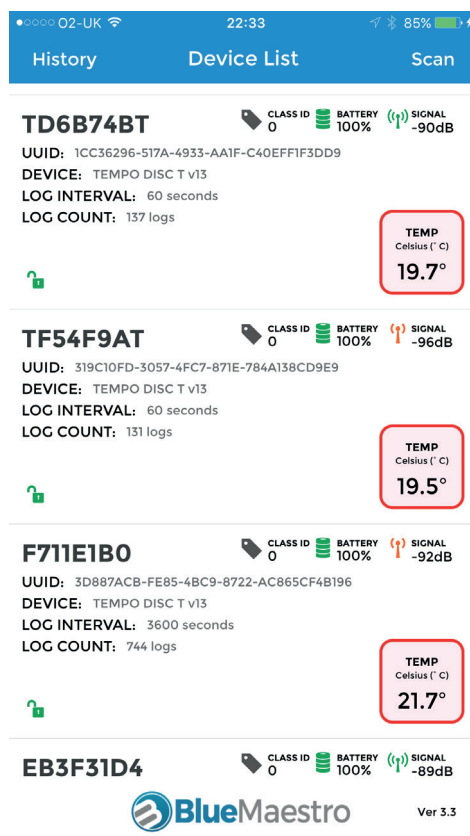 O2-UK 22:33 85%
History Device List Scan
TD6B74BT CLASS ID 0 BATTERY 100% SIGNAL -90dB
UUID: 1CC36296-517A-4933-AA1F-C40EFF1F3DD9
DEVICE: TEMPO DISC T v13
LOG INTERVAL: 60 seconds
LOG COUNT: 137 logs
TEMP
Celsius (° C)
19.7°
TF54F9AT CLASS ID 0 BATTERY 100% SIGNAL -96dB
UUID: 319C10FD-3057-4FC7-871E-784A138CD9E9
DEVICE: TEMPO DISC T v13
LOG INTERVAL: 60 seconds
LOG COUNT: 131 logs
TEMP
Celsius (° C)
19.5°
F711E1B0 CLASS ID 0 BATTERY 100% SIGNAL -92dB
UUID: 3D887ACB-FE85-4BC9-8722-AC865CF4B196
DEVICE: TEMPO DISC T v13
LOG INTERVAL: 3600 seconds
LOG COUNT: 744 logs
TEMP
Celsius (° C)
21.7°
EB3F31D4 CLASS ID 0 BATTERY 100% SIGNAL -89dB
BlueMaestro Ver 3.3